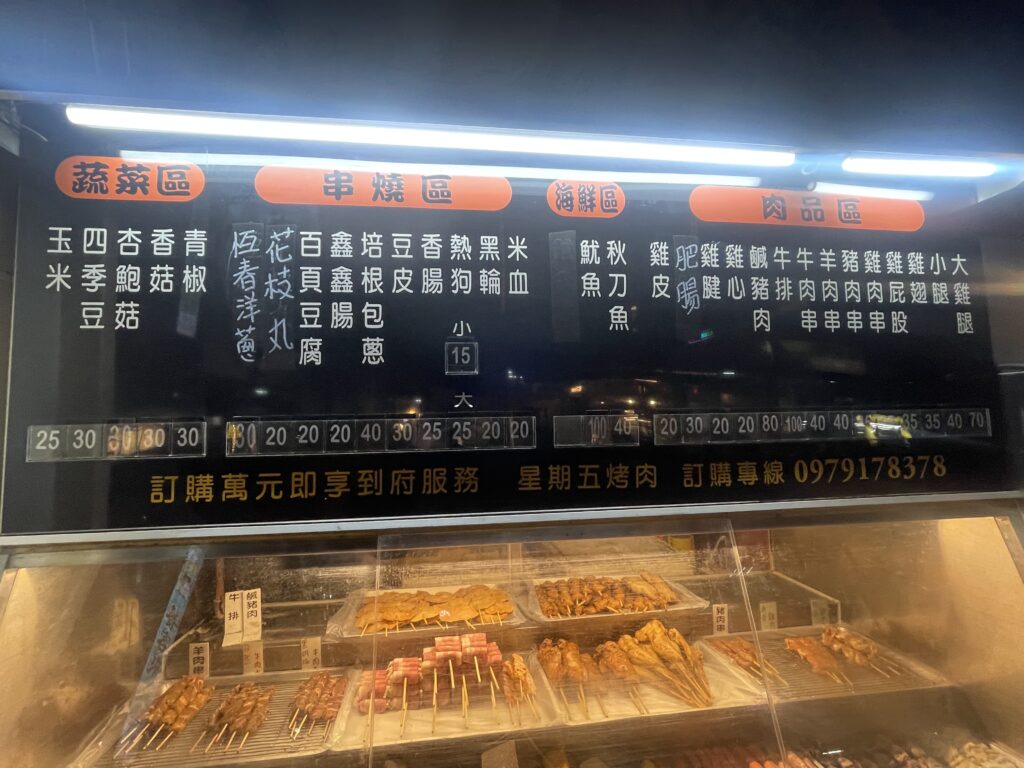 蔬菜區
玉米
四季豆
杏鮑菇
香菇
青椒
25 30 30 30 30
串燒區
恆春洋蔥
花枝丸
百頁豆腐
鑫鑫腸
培根包蔥
豆皮
香腸
熱狗
小
15
大
黑輪
米血
30 20 20 20 40 30 25 25 20 20
海鮮區
魷魚
秋刀魚
100 40
肉品區
雞皮
肥腸
雞腱
雞心
鹹豬肉
牛排
牛肉串
羊肉串
豬肉串
雞肉串
雞屁股
雞翅
小腿
大雞腿
20 30 20 20 80 100 40 40 40 35 35 40 70
訂購萬元即享到府服務 星期五烤肉 訂購專線 0979178378
牛排
鹹豬肉
羊肉串
牛肉
豬肉串